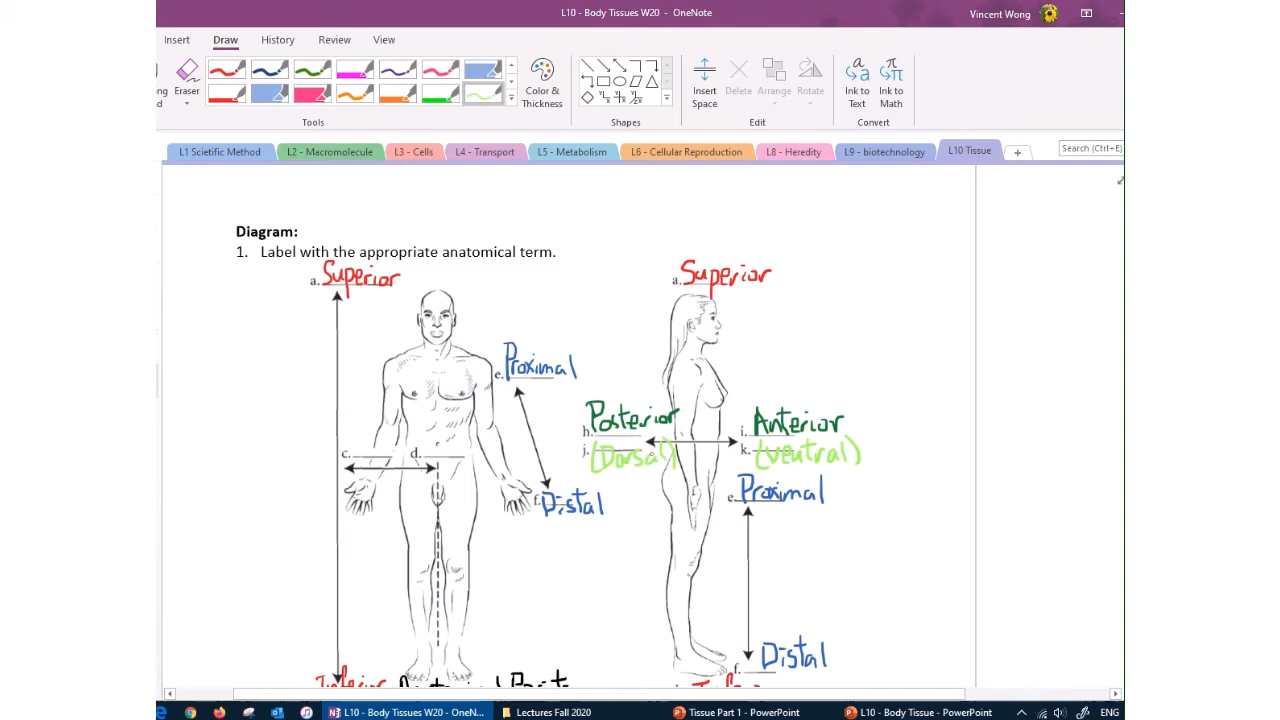 L10 - Body Tissues W20 - OneNote
Vincent Wong
Insert Draw History Review View
Eraser
Color & Thickness
Insert Space
Delete
Arrange
Rotate
Ink to Text
Ink to Math
Tools
Shapes
Edit
Convert
L1 Scietific Method
L2 - Macromolecule
L3 - Cells
L4 - Transport
L5 - Metabolism
L6 - Cellular Reproduction
L8 - Heredity
L9 - biotechnology
L10 Tissue
Search (Ctrl+E)
Diagram:
1. Label with the appropriate anatomical term.
a. Superior
a. Superior
e. Proximal
h. Posterior
i. Anterior
c. d.
j. (Dorsal)
k. (Ventral)
e. Proximal
f. Distal
f. Distal
L10 - Body Tissues W20 - OneN...
Lectures Fall 2020
Tissue Part 1 - PowerPoint
L10 - Body Tissue - PowerPoint
ENG